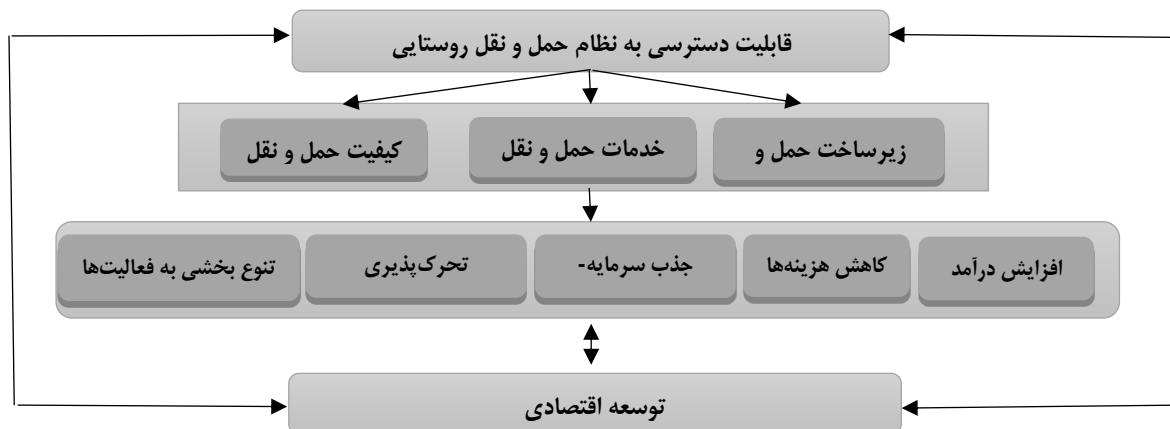 قابلیت دسترسی به نظام حمل و نقل روستایی
زیرساخت حمل و
خدمات حمل و نقل
کیفیت حمل و نقل
افزایش درآمد
کاهش هزینه‌ها
جذب سرمایه-
تحرک‌پذیری
تنوع بخشی به فعالیت‌ها
توسعه اقتصادی